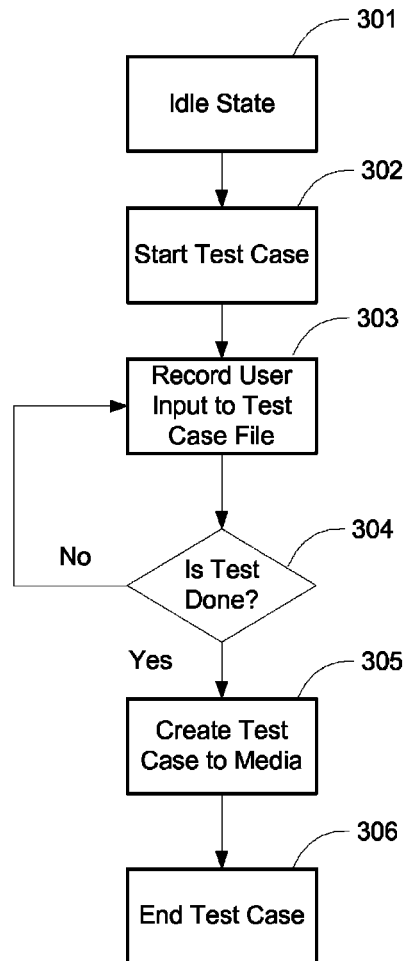 301
Idle State
302
Start Test Case
303
Record User
Input to Test
Case File
304
No
Is Test
Done?
Yes
305
Create Test
Case to Media
306
End Test Case